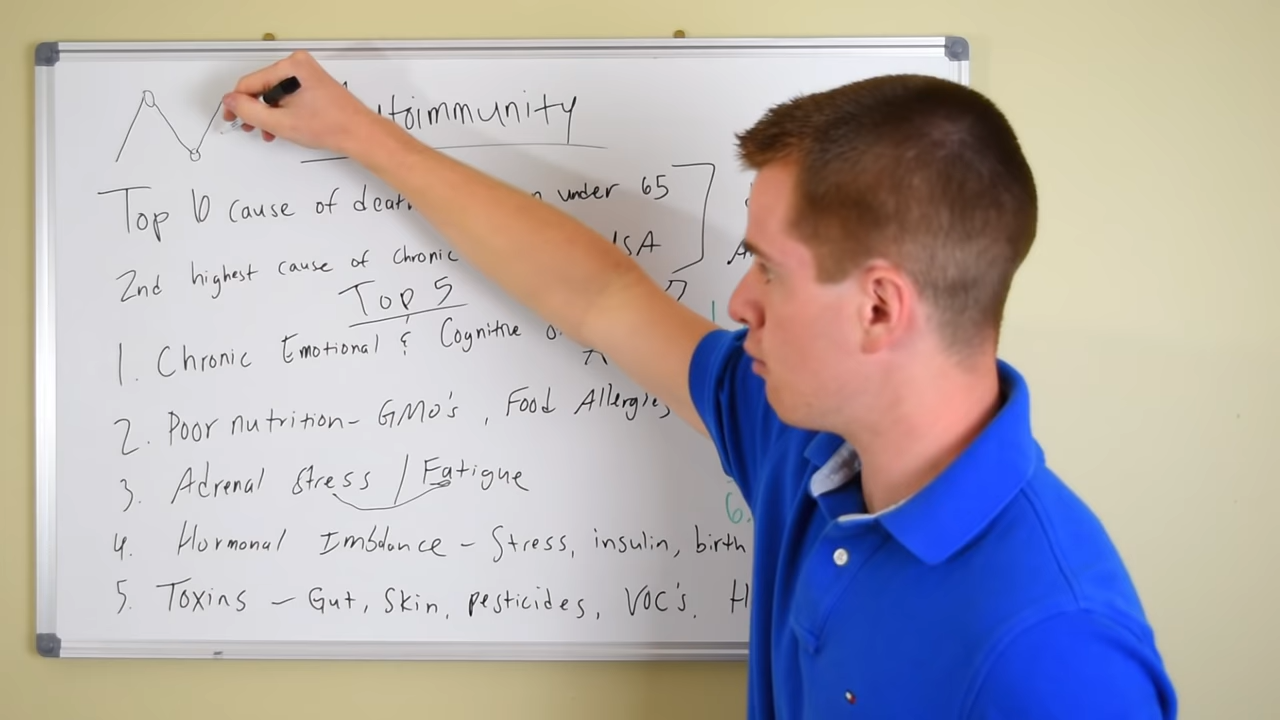 Autoimmunity
Top 10 cause of death under 65
2nd highest cause of chronic USA
Top 5
1. Chronic Emotional & Cognitive
2. Poor nutrition- GMO's, Food Allergies
3. Adrenal Stress / Fatigue
4. Hormonal Imbalance - Stress, insulin, birth
5. Toxins - Gut, Skin, pesticides, VOC's.
6.